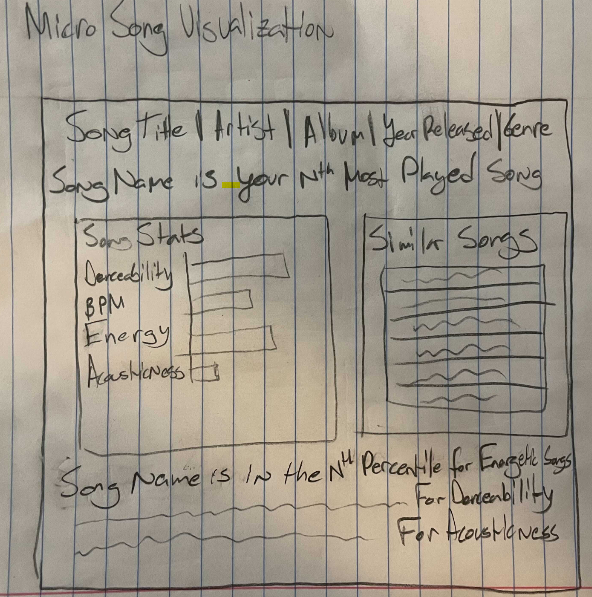 Micro Song Visualization
Song Title | Artist | Album | Year Released | Genre
Song Name is your Nth Most Played Song
Song Stats
Danceability
BPM
Energy
Acousticness
Similar Songs
Song Name is in the Nth Percentile for Energetic Songs
For Danceability
For Acousticness